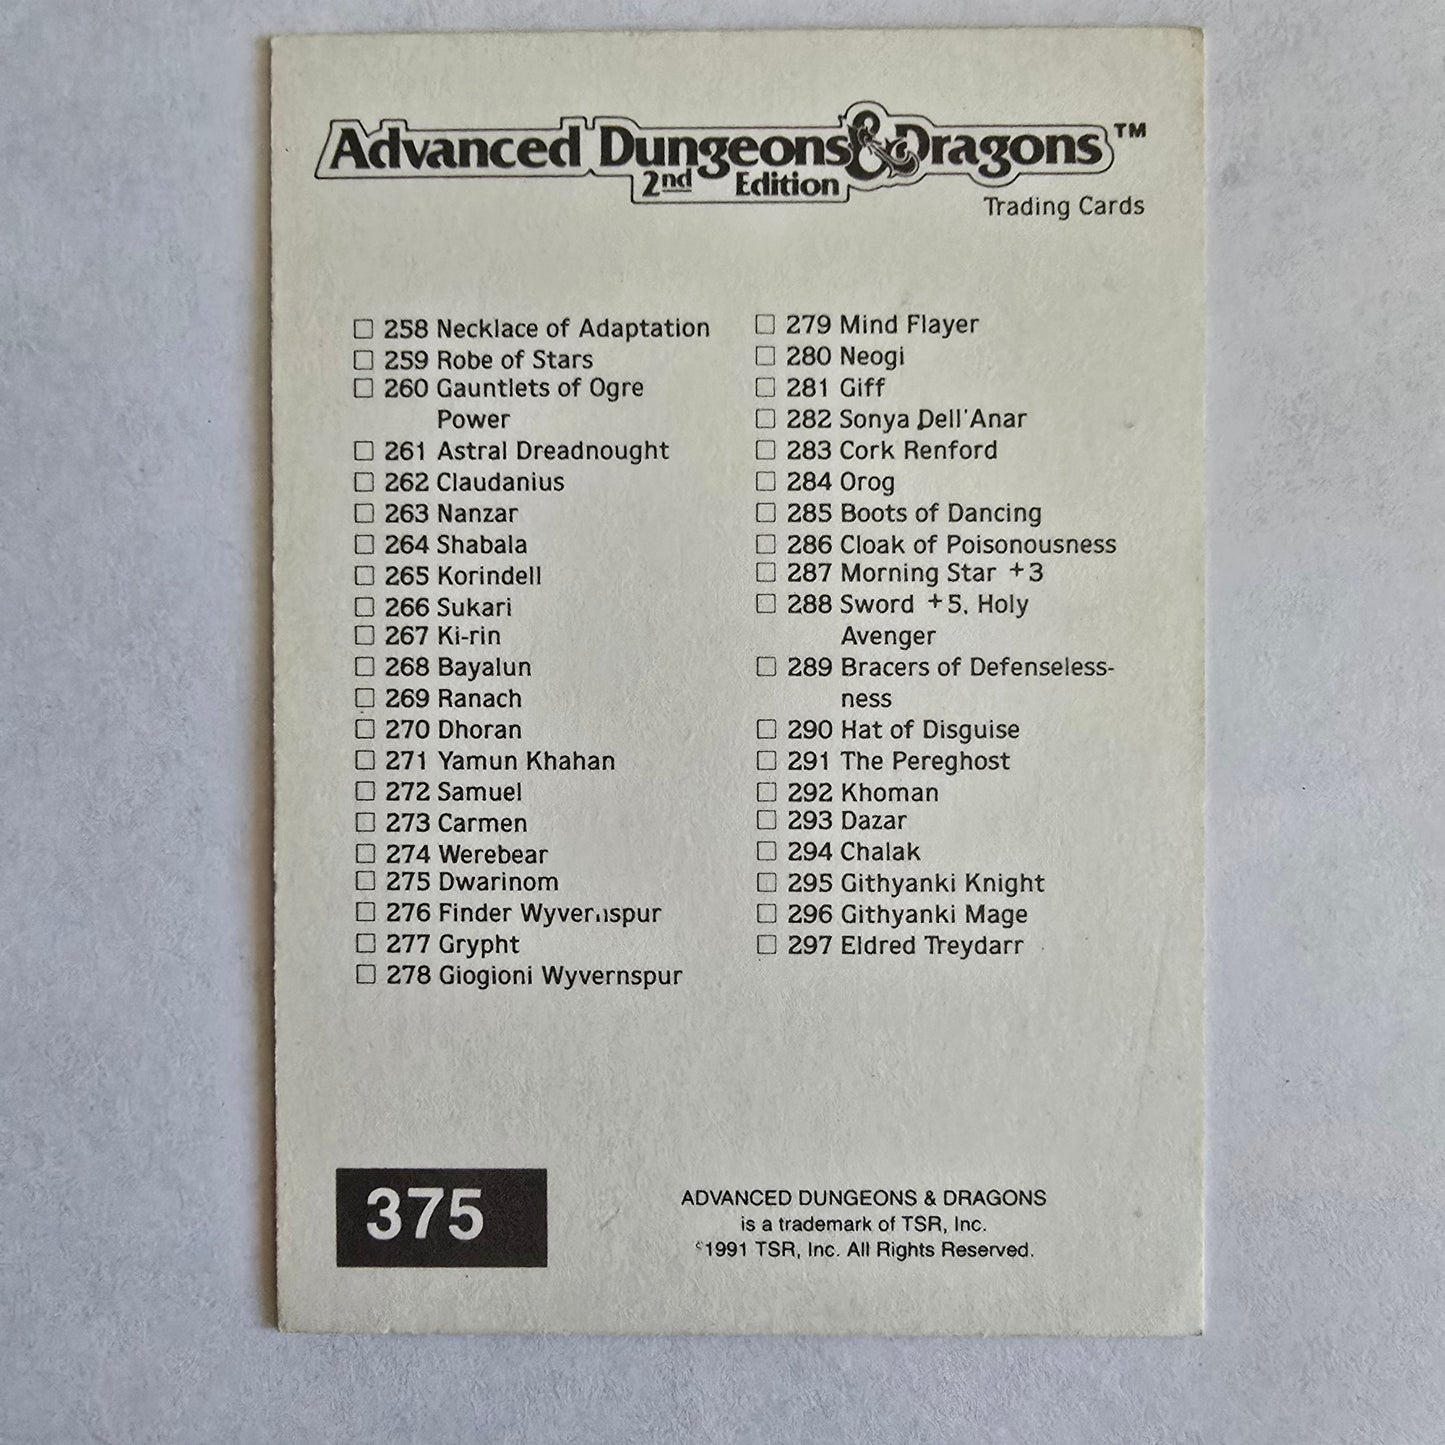 Advanced Dungeons & Dragons™
2nd Edition
Trading Cards
☐ 258 Necklace of Adaptation
☐ 259 Robe of Stars
☐ 260 Gauntlets of Ogre
Power
☐ 261 Astral Dreadnought
☐ 262 Claudanius
☐ 263 Nanzar
☐ 264 Shabala
☐ 265 Korindell
☐ 266 Sukari
☐ 267 Ki-rin
☐ 268 Bayalun
☐ 269 Ranach
☐ 270 Dhoran
☐ 271 Yamun Khahan
☐ 272 Samuel
☐ 273 Carmen
☐ 274 Werebear
☐ 275 Dwarinom
☐ 276 Finder Wyvernspur
☐ 277 Grypht
☐ 278 Giogioni Wyvernspur
☐ 279 Mind Flayer
☐ 280 Neogi
☐ 281 Giff
☐ 282 Sonya Dell'Anar
☐ 283 Cork Renford
☐ 284 Orog
☐ 285 Boots of Dancing
☐ 286 Cloak of Poisonousness
☐ 287 Morning Star +3
☐ 288 Sword +5, Holy
Avenger
☐ 289 Bracers of Defenseless-
ness
☐ 290 Hat of Disguise
☐ 291 The Pereghost
☐ 292 Khoman
☐ 293 Dazar
☐ 294 Chalak
☐ 295 Githyanki Knight
☐ 296 Githyanki Mage
☐ 297 Eldred Treydarr
375
ADVANCED DUNGEONS & DRAGONS
is a trademark of TSR, Inc.
©1991 TSR, Inc. All Rights Reserved.